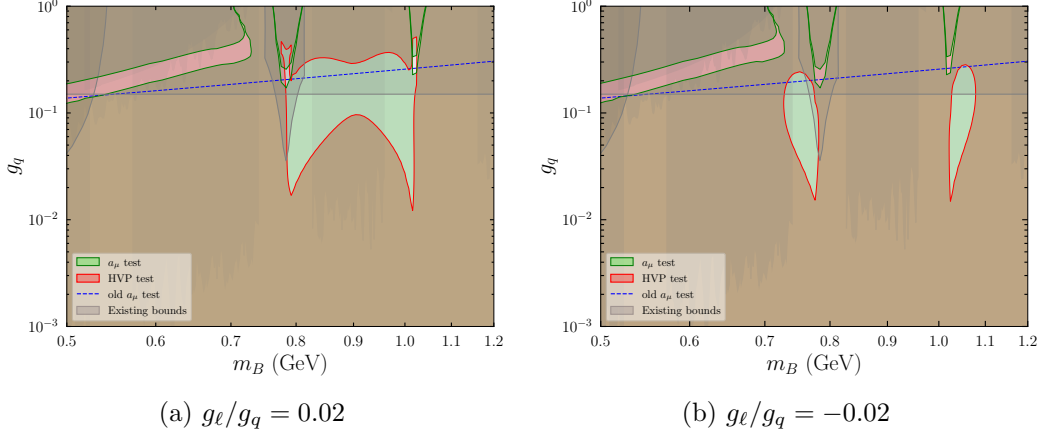 10⁰
10⁻¹
10⁻²
10⁻³
g_q
a_μ test
HVP test
old a_μ test
Existing bounds
0.5 0.6 0.7 0.8 0.9 1.0 1.1 1.2
m_B (GeV)
(a) g_ℓ/g_q = 0.02
10⁰
10⁻¹
10⁻²
10⁻³
g_q
a_μ test
HVP test
old a_μ test
Existing bounds
0.5 0.6 0.7 0.8 0.9 1.0 1.1 1.2
m_B (GeV)
(b) g_ℓ/g_q = −0.02